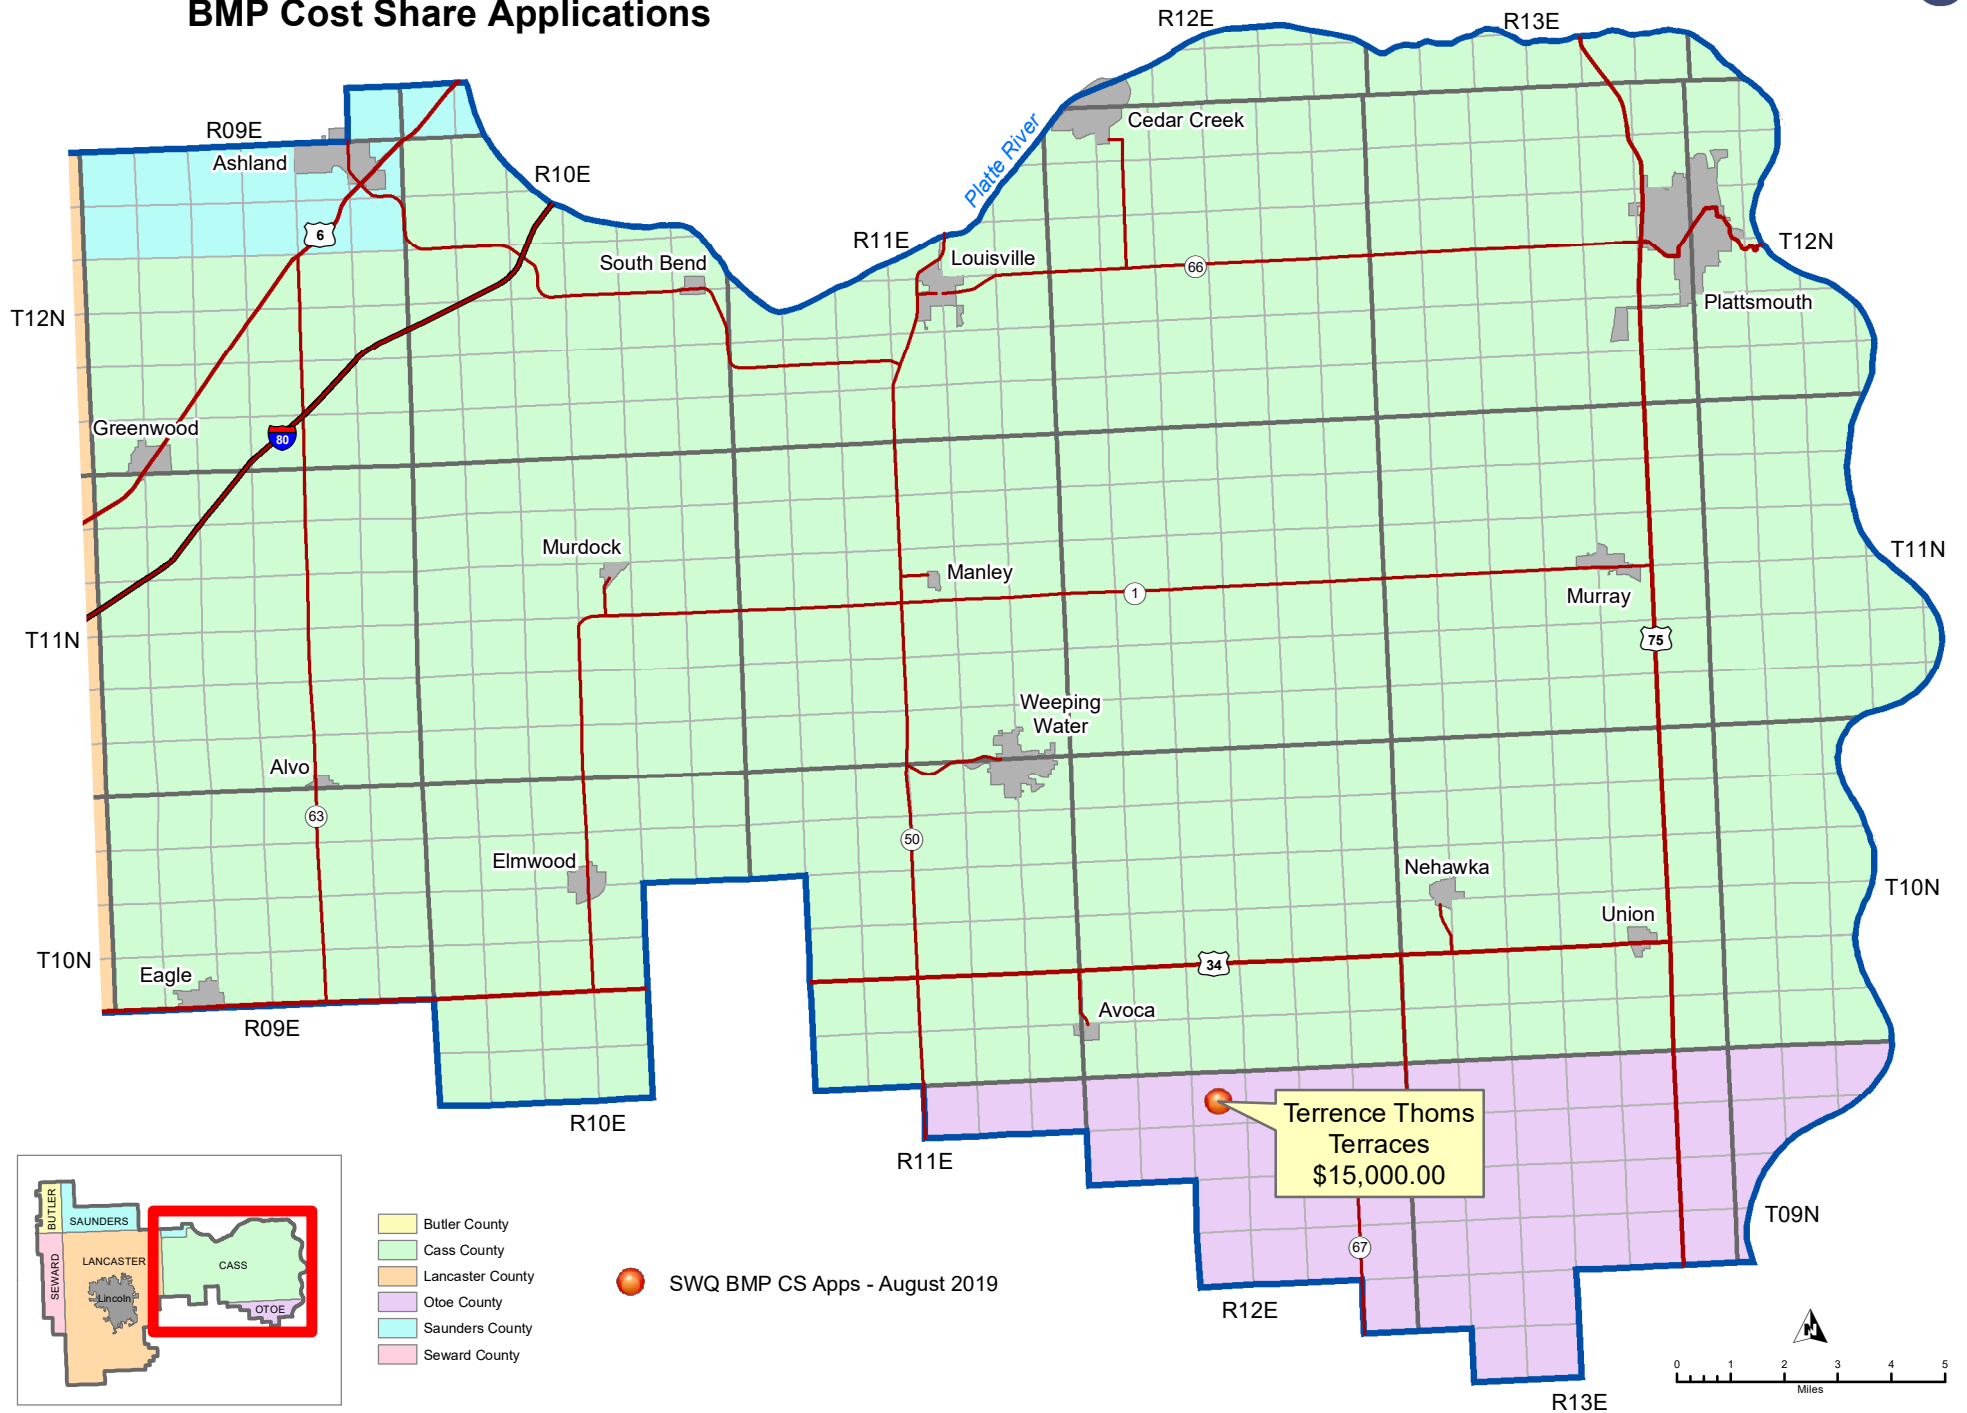 BMP Cost Share Applications
R12E
R13E
R09E
Ashland
R10E
Platte River
Cedar Creek
6
South Bend
R11E
Louisville
66
T12N
Plattsmouth
T12N
Greenwood
80
Murdock
Manley
1
Murray
T11N
T11N
75
Weeping
Water
Alvo
63
50
Elmwood
Nehawka
T10N
Union
T10N
Eagle
34
R09E
Avoca
R10E
R11E
Terrence Thoms
Terraces
$15,000.00
T09N
67
R12E
R13E
BUTLER
SAUNDERS
SEWARD
LANCASTER
Lincoln
CASS
OTOE
Butler County
Cass County
Lancaster County
Otoe County
Saunders County
Seward County
SWQ BMP CS Apps - August 2019
N
0 1 2 3 4 5
Miles